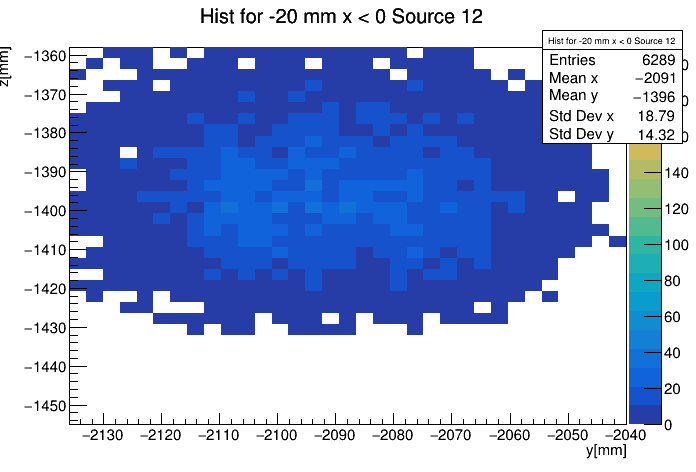 Hist for -20 mm x < 0 Source 12
Hist for -20 mm x < 0 Source 12
Entries 6289
Mean x −2091
Mean y −1396
Std Dev x 18.79
Std Dev y 14.32
z[mm]
−1360
−1370
−1380
−1390
−1400
−1410
−1420
−1430
−1440
−1450
−2130 −2120 −2110 −2100 −2090 −2080 −2070 −2060 −2050 −2040
y[mm]
140
120
100
80
60
40
20
0